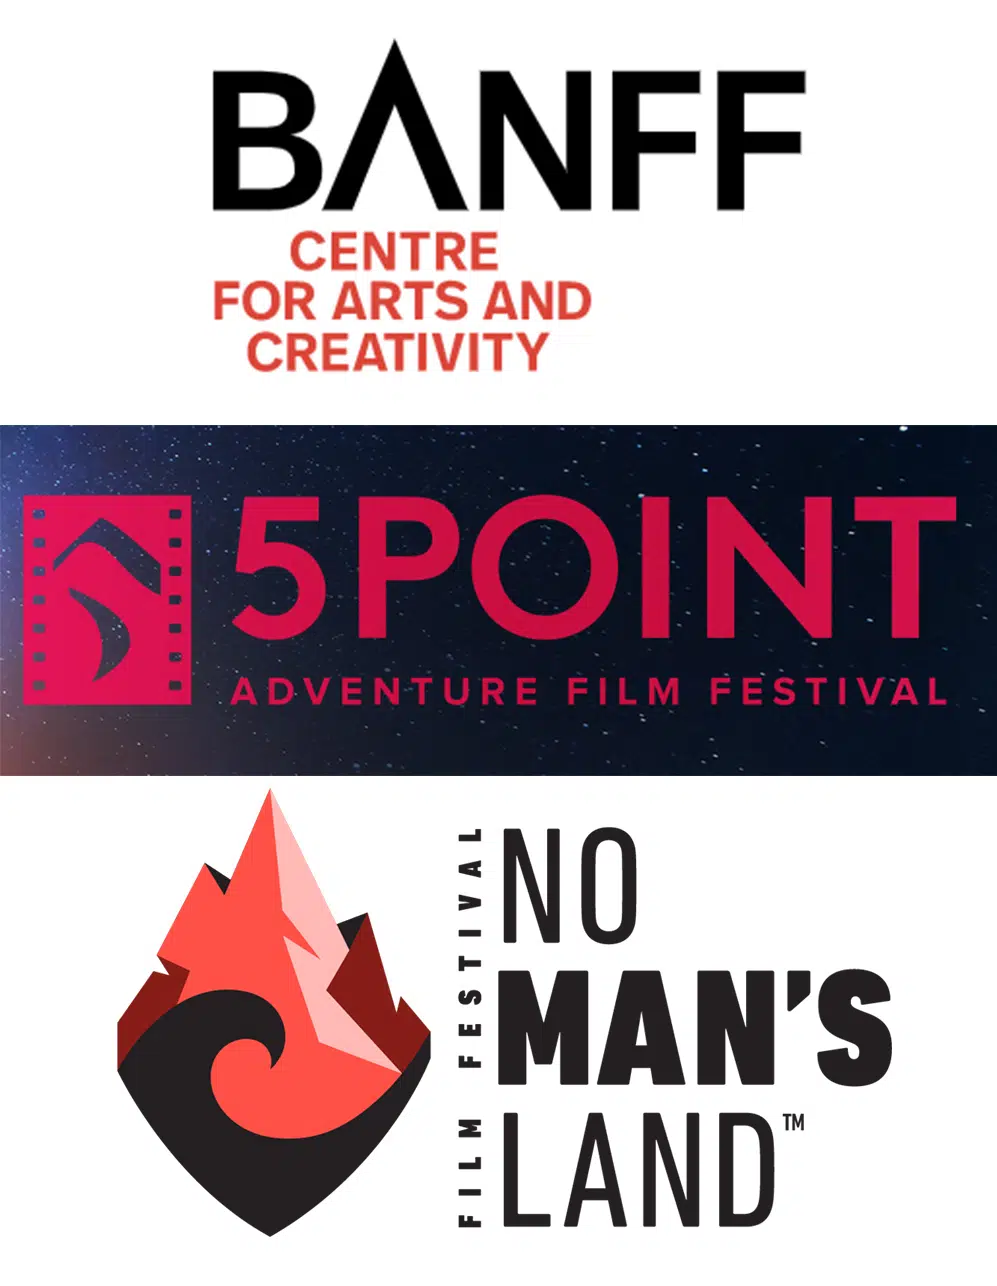 BANFF
CENTRE
FOR ARTS AND
CREATIVITY
5POINT
ADVENTURE FILM FESTIVAL
FILM FESTIVAL
NO
MAN'S
LAND™